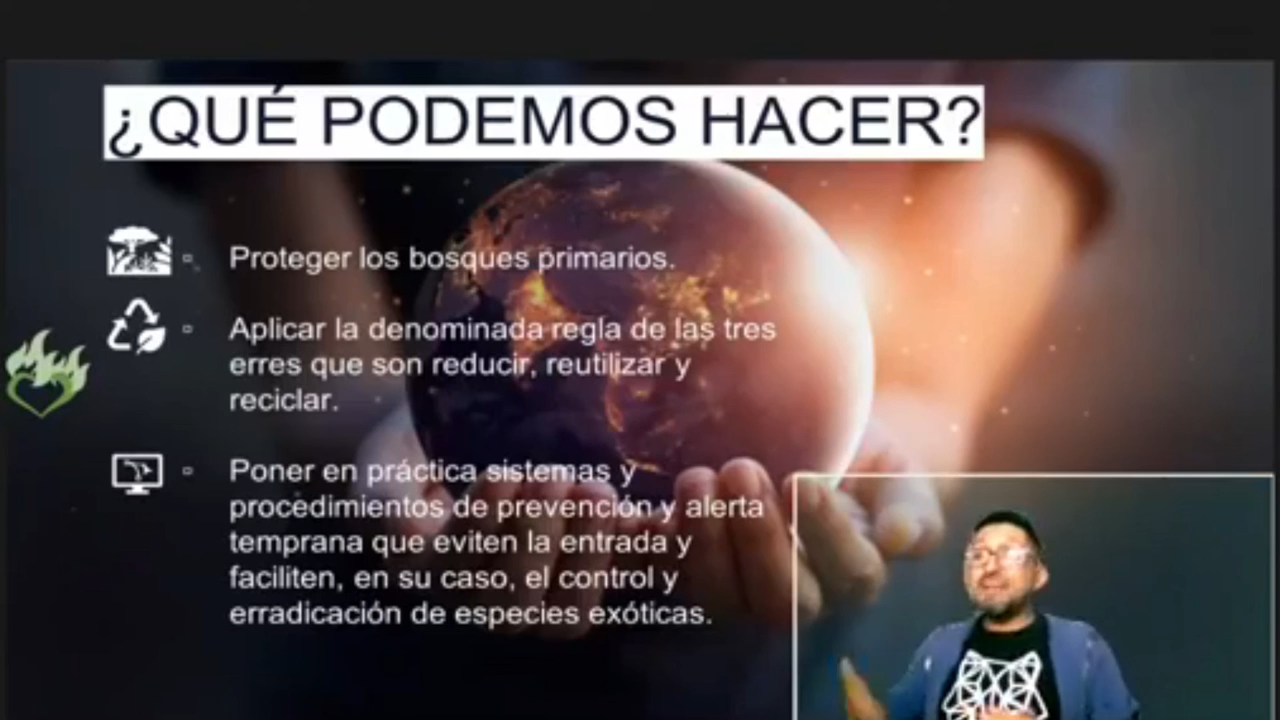 ¿QUÉ PODEMOS HACER?
Proteger los bosques primarios.
Aplicar la denominada regla de las tres
erres que son reducir, reutilizar y
reciclar.
Poner en práctica sistemas y
procedimientos de prevención y alerta
temprana que eviten la entrada y
faciliten, en su caso, el control y
erradicación de especies exóticas.